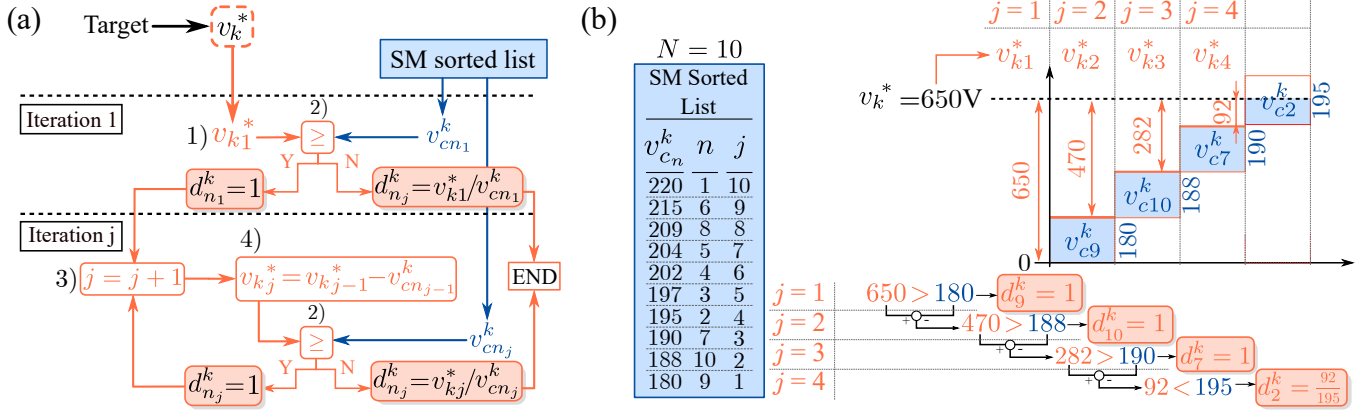 (a)
Target
v_k^*
SM sorted list
Iteration 1
1) v_{k1}^*
2)
≥
v_{cn_1}^k
Y
N
d_{n_1}^k=1
d_{n_j}^k=v_{k1}^*/v_{cn_1}^k
Iteration j
3) j = j + 1
4)
v_{kj}^*=v_{kj-1}^*−v_{cn_{j-1}}^k
END
2)
≥
v_{cn_j}^k
Y
N
d_{n_j}^k=1
d_{n_j}^k=v_{kj}^*/v_{cn_j}^k
(b)
N = 10
SM Sorted
List
v_{c_n}^k n j
220 1 10
215 6 9
209 8 8
204 5 7
202 4 6
197 3 5
195 2 4
190 7 3
188 10 2
180 9 1
j = 1 j = 2 j = 3 j = 4
v_{k1}^* v_{k2}^* v_{k3}^* v_{k4}^*
v_k^* =650V
650
470
282
92
v_{c9}^k
180
v_{c10}^k
188
v_{c7}^k
190
v_{c2}^k
195
0
j = 1 650 > 180 d_9^k = 1
+ -
j = 2 470 > 188 d_{10}^k = 1
+ -
j = 3 282 > 190 d_7^k = 1
+ -
j = 4 92 < 195 d_2^k = 92/195